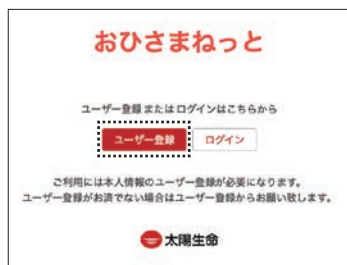 おひさまねっと
ユーザー登録 または ログインはこちらから
ユーザー登録 ログイン
ご利用には本人情報のユーザー登録が必要になります。
ユーザー登録がお済でない場合はユーザー登録からお願い致します。
太陽生命